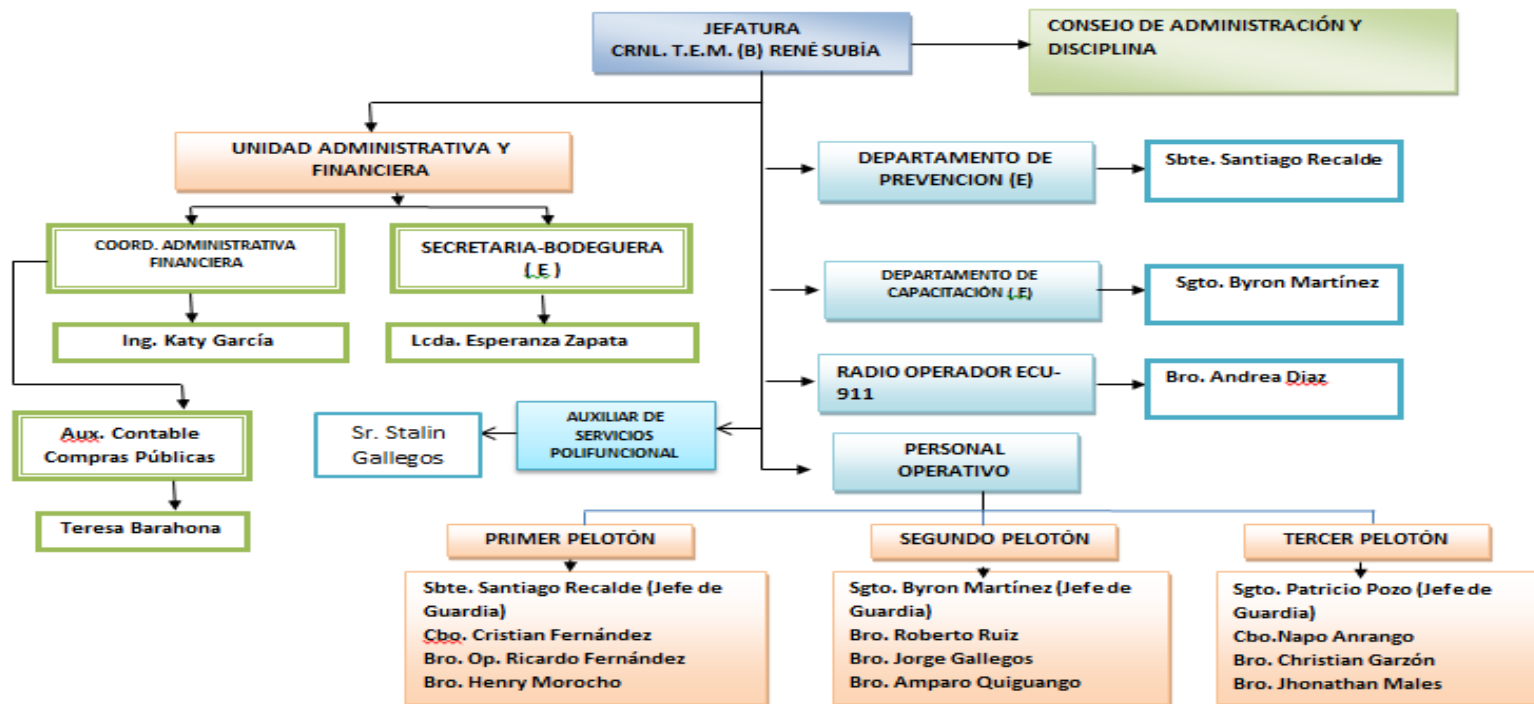 JEFATURA
CRNL. T.E.M. (B) RENÉ SUBÍA
CONSEJO DE ADMINISTRACIÓN Y
DISCIPLINA
UNIDAD ADMINISTRATIVA Y
FINANCIERA
DEPARTAMENTO DE
PREVENCION (E)
Sbte. Santiago Recalde
COORD. ADMINISTRATIVA
FINANCIERA
SECRETARIA-BODEGUERA
( E )
DEPARTAMENTO DE
CAPACITACIÓN (.E)
Sgto. Byron Martínez
Ing. Katy García
Lcda. Esperanza Zapata
RADIO OPERADOR ECU-
911
Bro. Andrea Diaz
Aux. Contable
Compras Públicas
Sr. Stalin
Gallegos
AUXILIAR DE
SERVICIOS
POLIFUNCIONAL
PERSONAL
OPERATIVO
Teresa Barahona
PRIMER PELOTÓN
SEGUNDO PELOTÓN
TERCER PELOTÓN
Sbte. Santiago Recalde (Jefe de
Guardia)
Cbo. Cristian Fernández
Bro. Op. Ricardo Fernández
Bro. Henry Morocho
Sgto. Byron Martínez (Jefe de
Guardia)
Bro. Roberto Ruiz
Bro. Jorge Gallegos
Bro. Amparo Quiguango
Sgto. Patricio Pozo (Jefe de
Guardia)
Cbo.Napo Anrango
Bro. Christian Garzón
Bro. Jhonathan Males